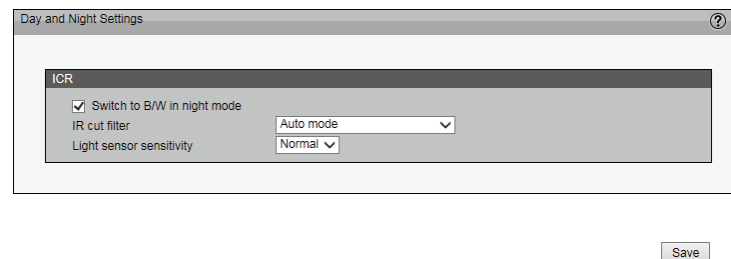 Day and Night Settings ?
ICR
Switch to B/W in night mode
IR cut filter Auto mode
Light sensor sensitivity Normal
Save